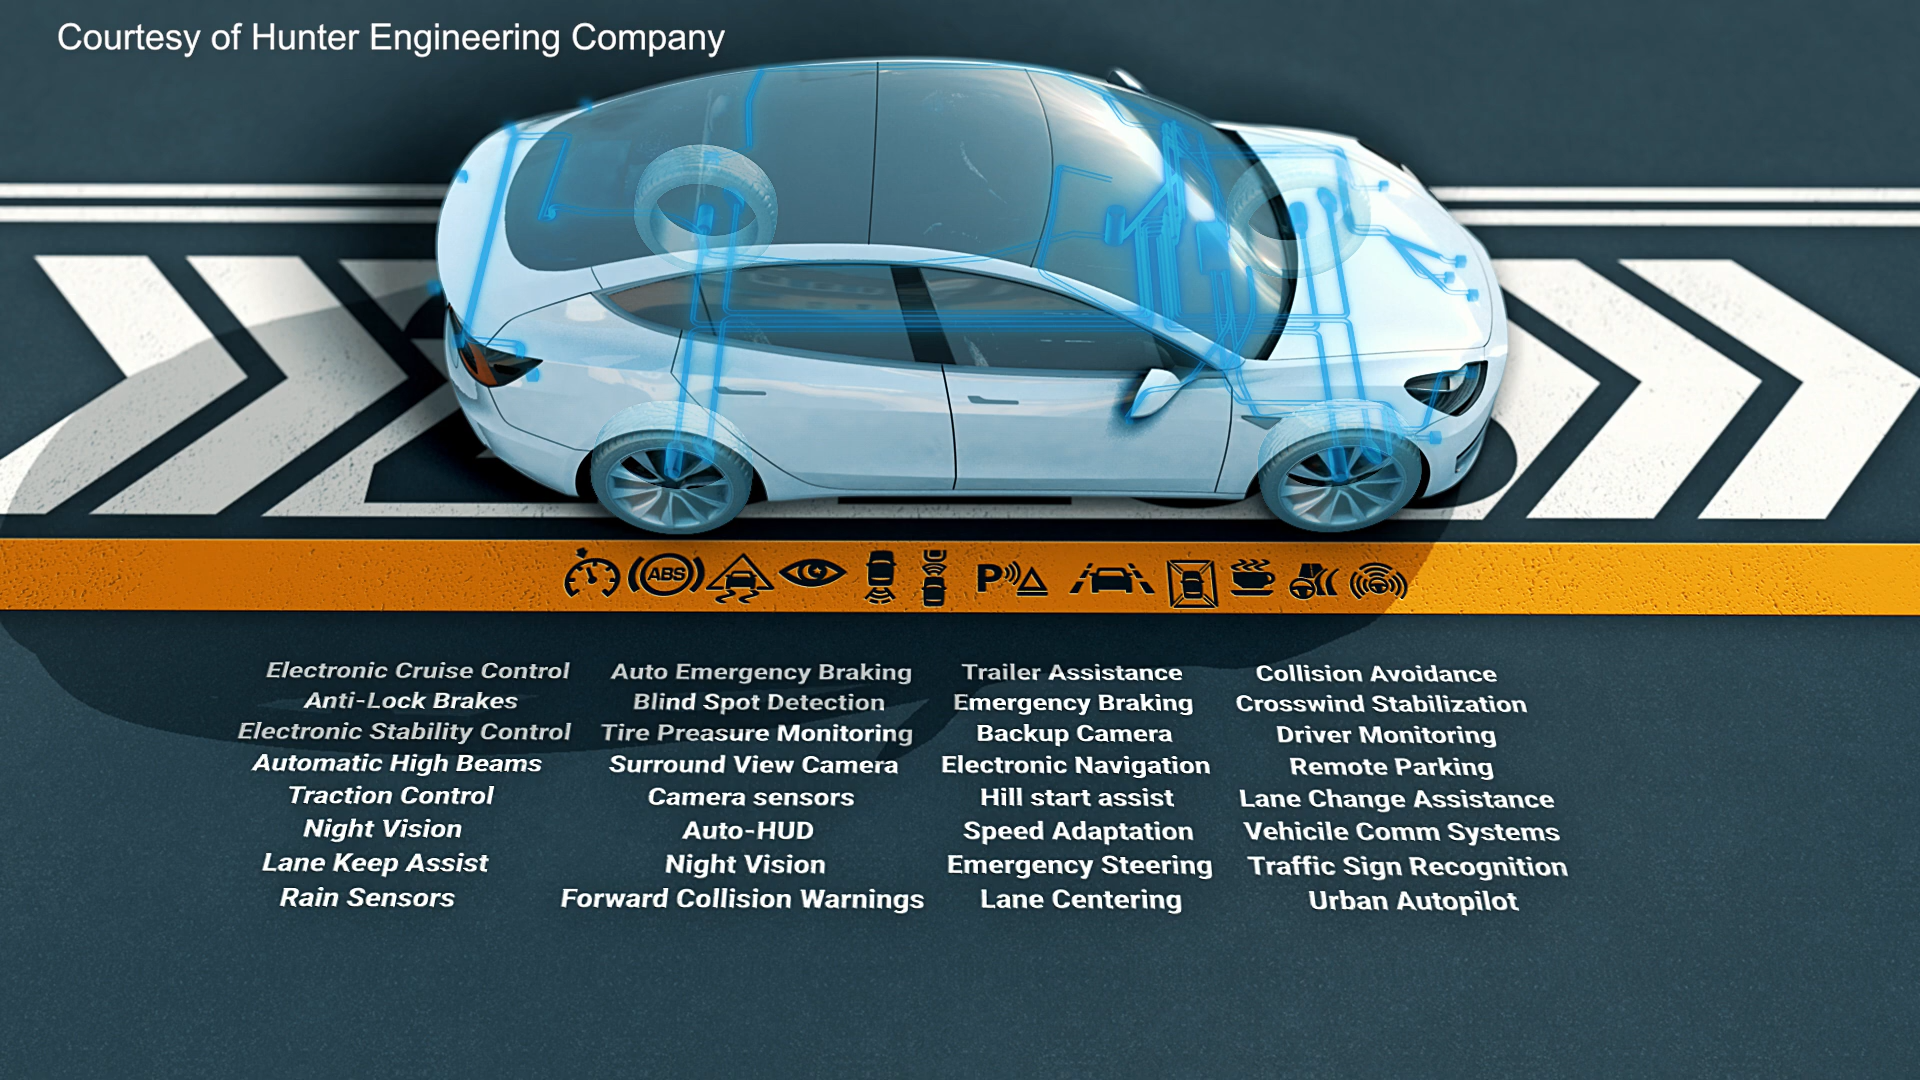 Courtesy of Hunter Engineering Company
ABS
P
Electronic Cruise Control
Anti-Lock Brakes
Electronic Stability Control
Automatic High Beams
Traction Control
Night Vision
Lane Keep Assist
Rain Sensors
Auto Emergency Braking
Blind Spot Detection
Tire Preasure Monitoring
Surround View Camera
Camera sensors
Auto-HUD
Night Vision
Forward Collision Warnings
Trailer Assistance
Emergency Braking
Backup Camera
Electronic Navigation
Hill start assist
Speed Adaptation
Emergency Steering
Lane Centering
Collision Avoidance
Crosswind Stabilization
Driver Monitoring
Remote Parking
Lane Change Assistance
Vehicile Comm Systems
Traffic Sign Recognition
Urban Autopilot